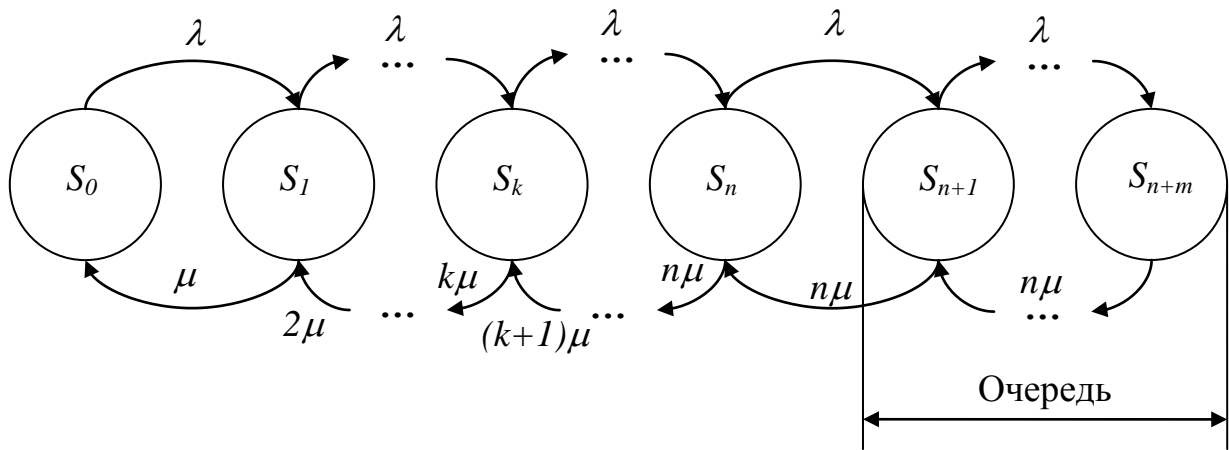 λ λ λ λ λ
... ... ...
S₀ S₁ Sₖ Sₙ Sₙ₊₁ Sₙ₊ₘ
μ kμ nμ nμ nμ
2μ ... (k+1)μ ... ...
Очередь